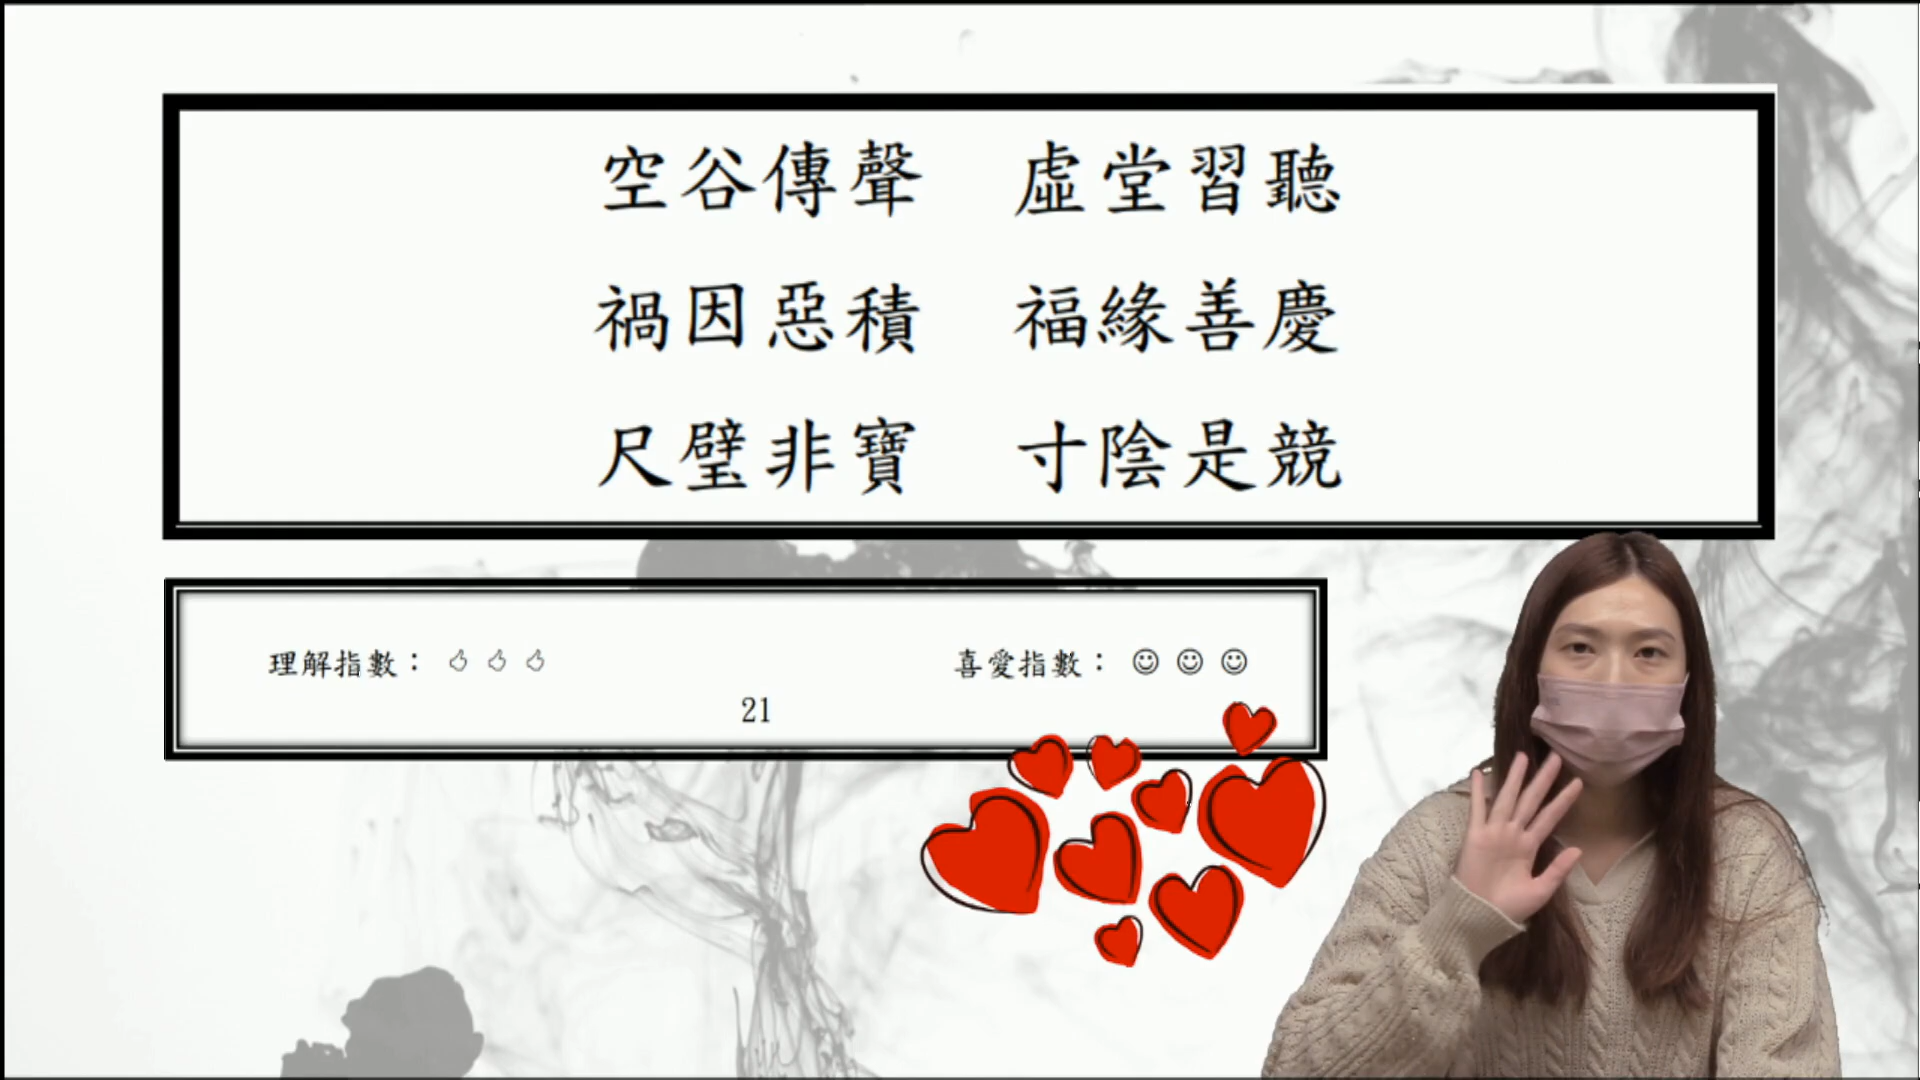 空谷傳聲　虛堂習聽
禍因惡積　福緣善慶
尺璧非寶　寸陰是競
理解指數：👍 👍 👍　喜愛指數：☺ ☺ ☺
21